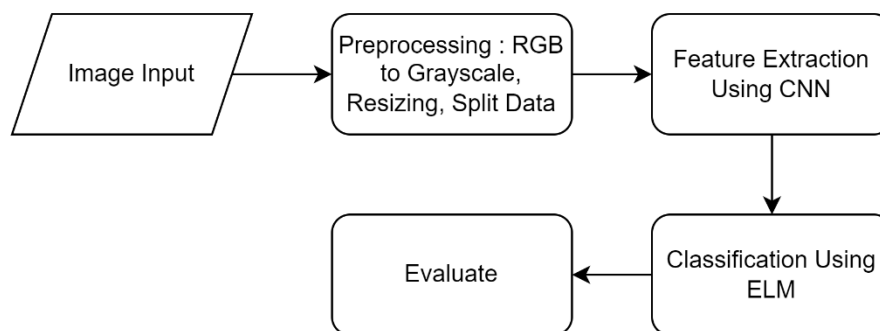 Image Input
Preprocessing : RGB
to Grayscale,
Resizing, Split Data
Feature Extraction
Using CNN
Classification Using
ELM
Evaluate